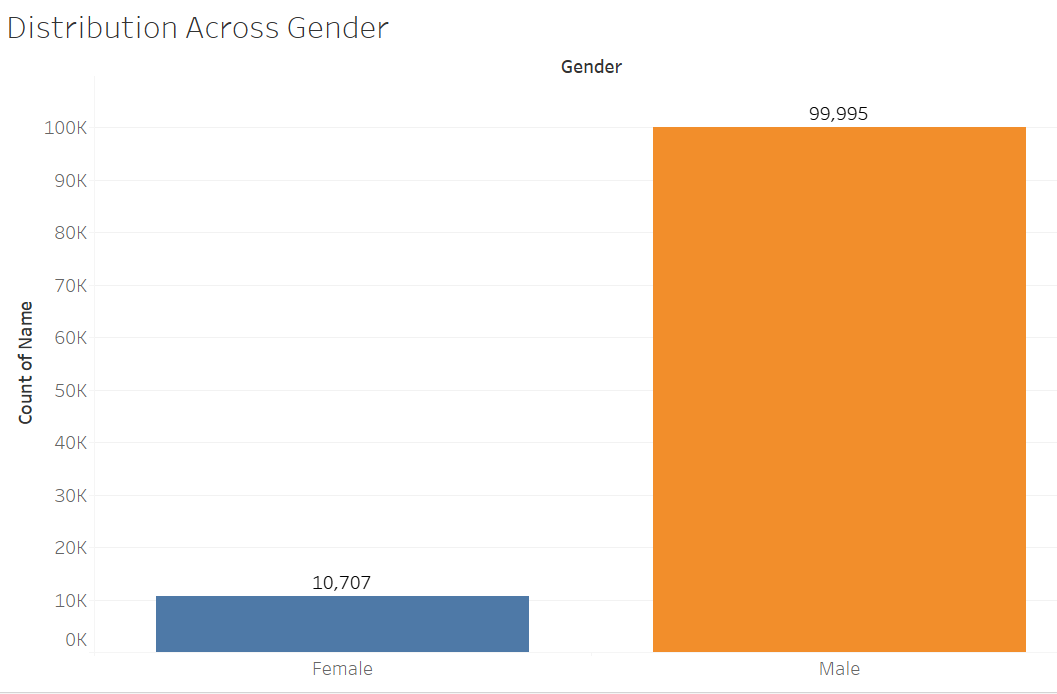 Distribution Across Gender
Gender
99,995
100K
90K
80K
70K
60K
50K
40K
30K
20K
10K
0K
Count of Name
10,707
Female
Male